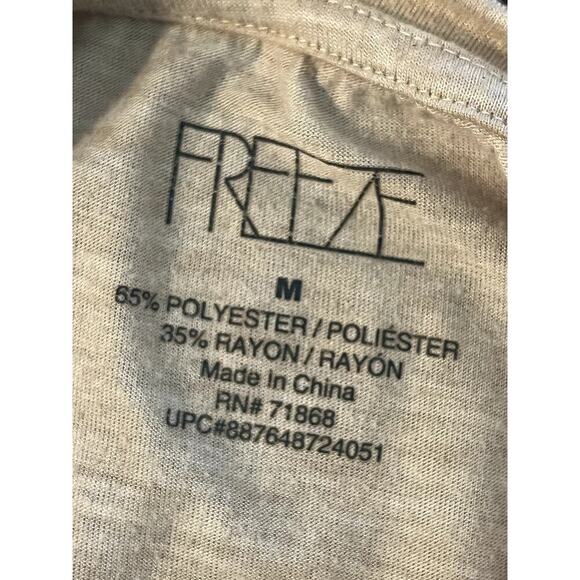 FREEZE
M
65% POLYESTER / POLIÉSTER
35% RAYON / RAYÓN
Made In China
RN# 71868
UPC#887648724051